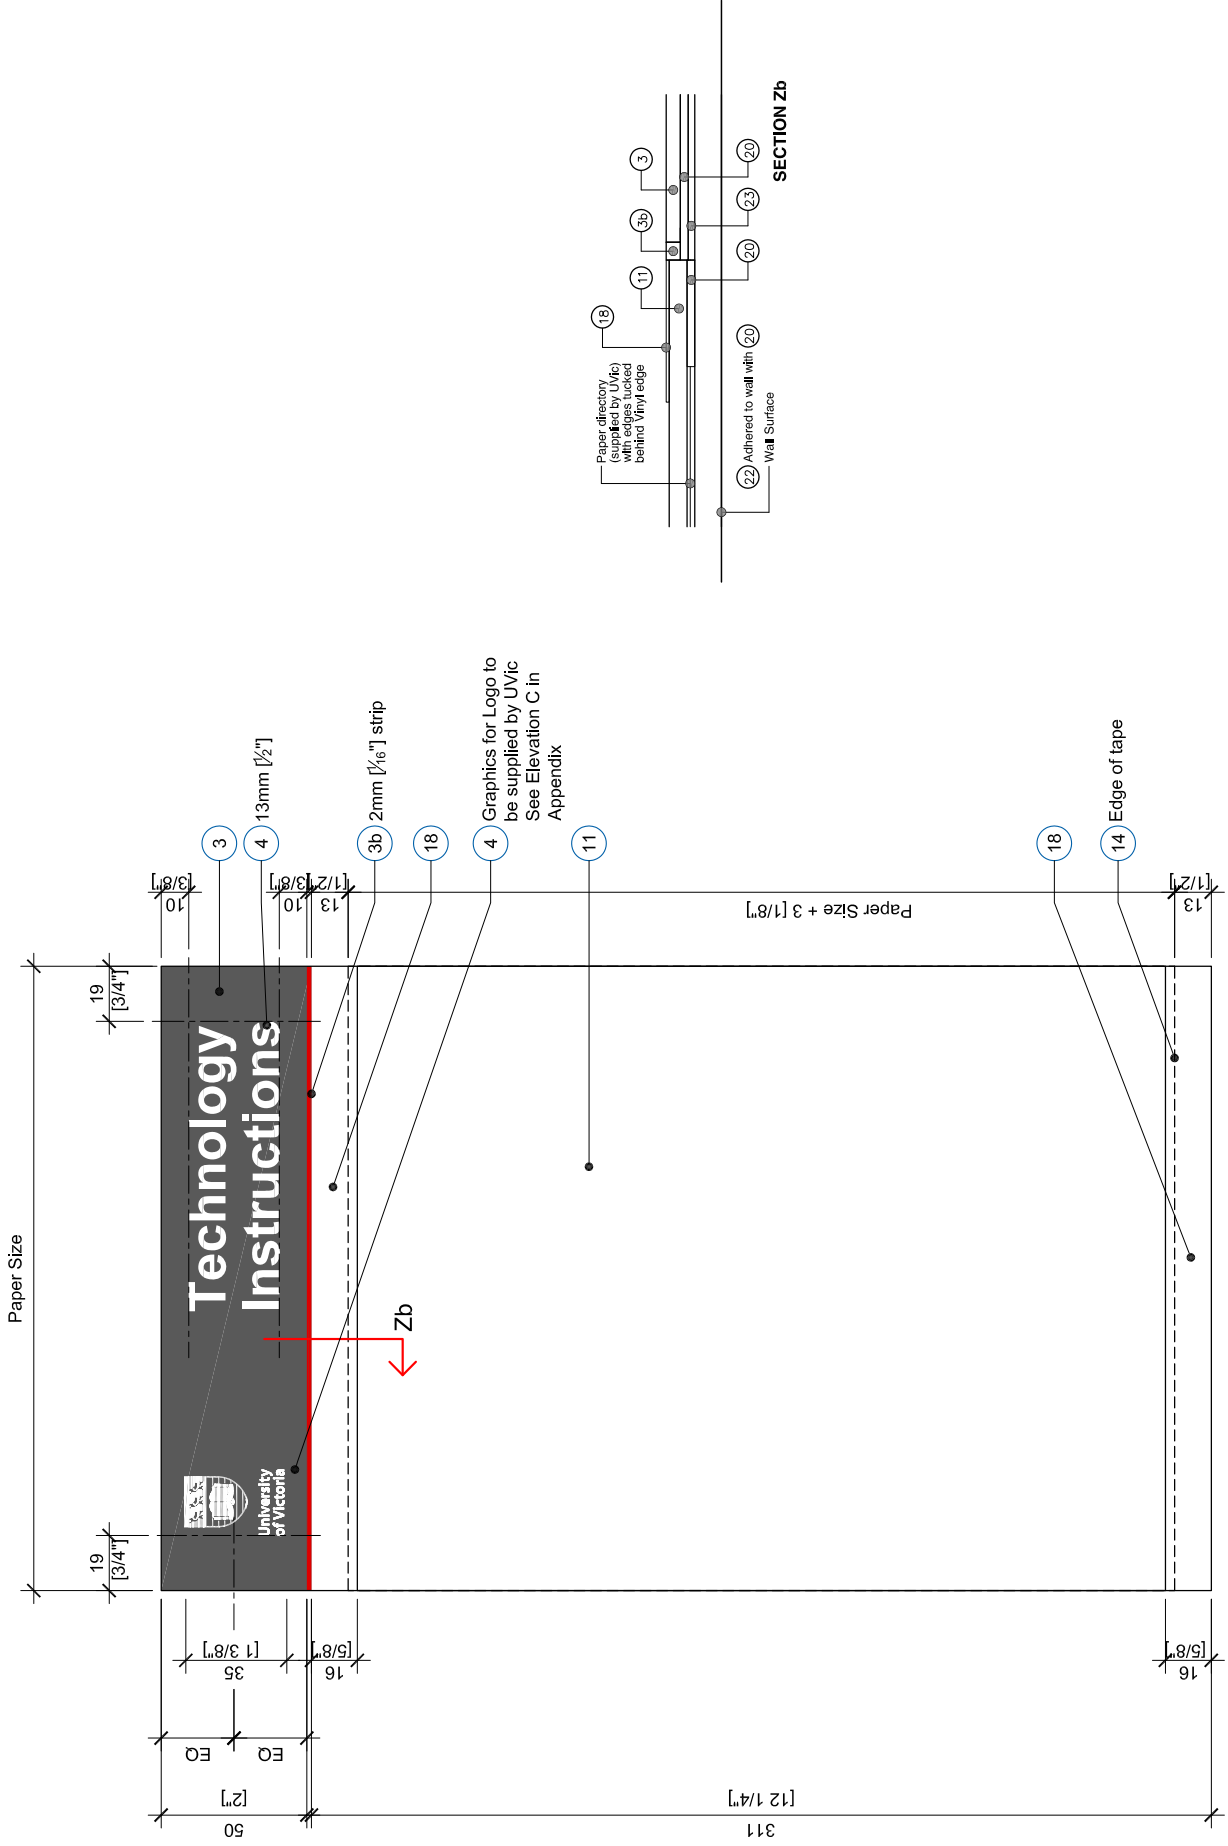 Paper Size
19
[3/4"]
19
[3/4"]
University
of Victoria
Technology
Instructions
10
[3/8"]
10
[3/8"]
13
[1/2"]
Paper Size + 3 [1/8"]
13
[1/2"]
50
[2"]
EQ
EQ
35
[1 3/8"]
16
[5/8"]
311
[12 1/4"]
16
[5/8"]
Zb
3
4 13mm [1⁄2"]
3b 2mm [1⁄16"] strip
18
4 Graphics for Logo to
be supplied by UVic
See Elevation C in
Appendix
11
18
14 Edge of tape
Paper directory
(supplied by UVic)
with edges tucked
behind Vinyl edge
18
11
3b
3
22 Adhered to wall with 20
Wall Surface
20
23
20
SECTION Zb